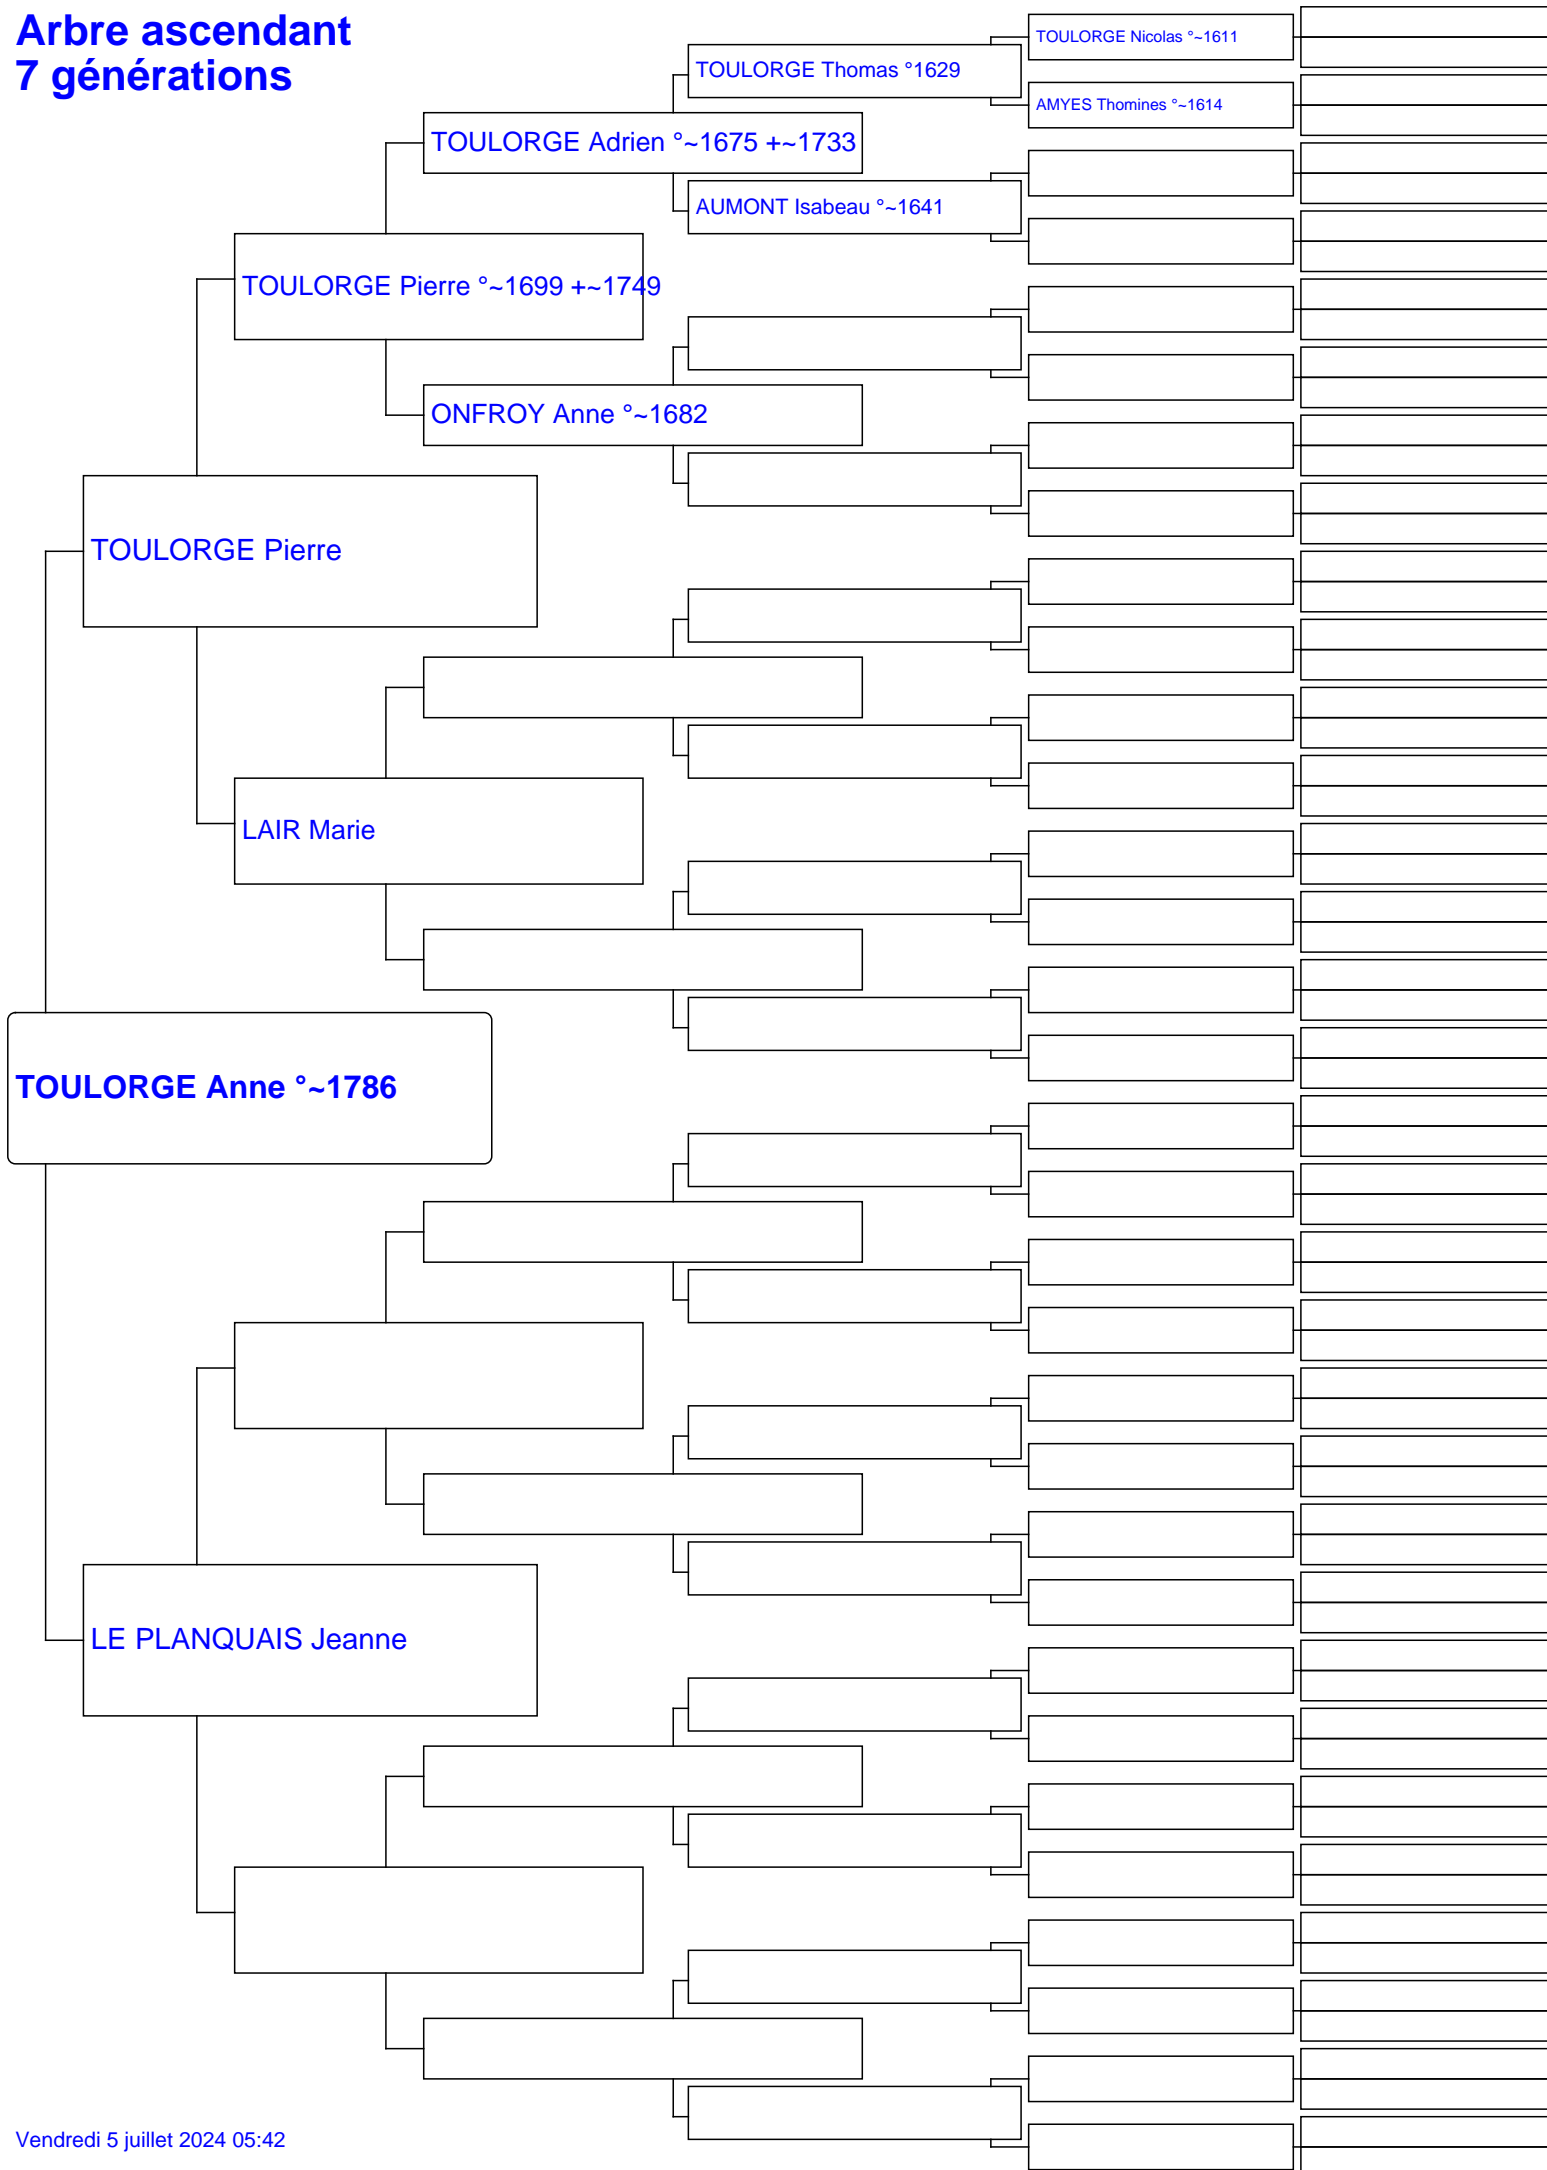 Arbre ascendant
7 générations
TOULORGE Nicolas °~1611
TOULORGE Thomas °1629
AMYES Thomines °~1614
TOULORGE Adrien °~1675 +~1733
AUMONT Isabeau °~1641
TOULORGE Pierre °~1699 +~1749
ONFROY Anne °~1682
TOULORGE Pierre
LAIR Marie
TOULORGE Anne °~1786
LE PLANQUAIS Jeanne
Vendredi 5 juillet 2024 05:42